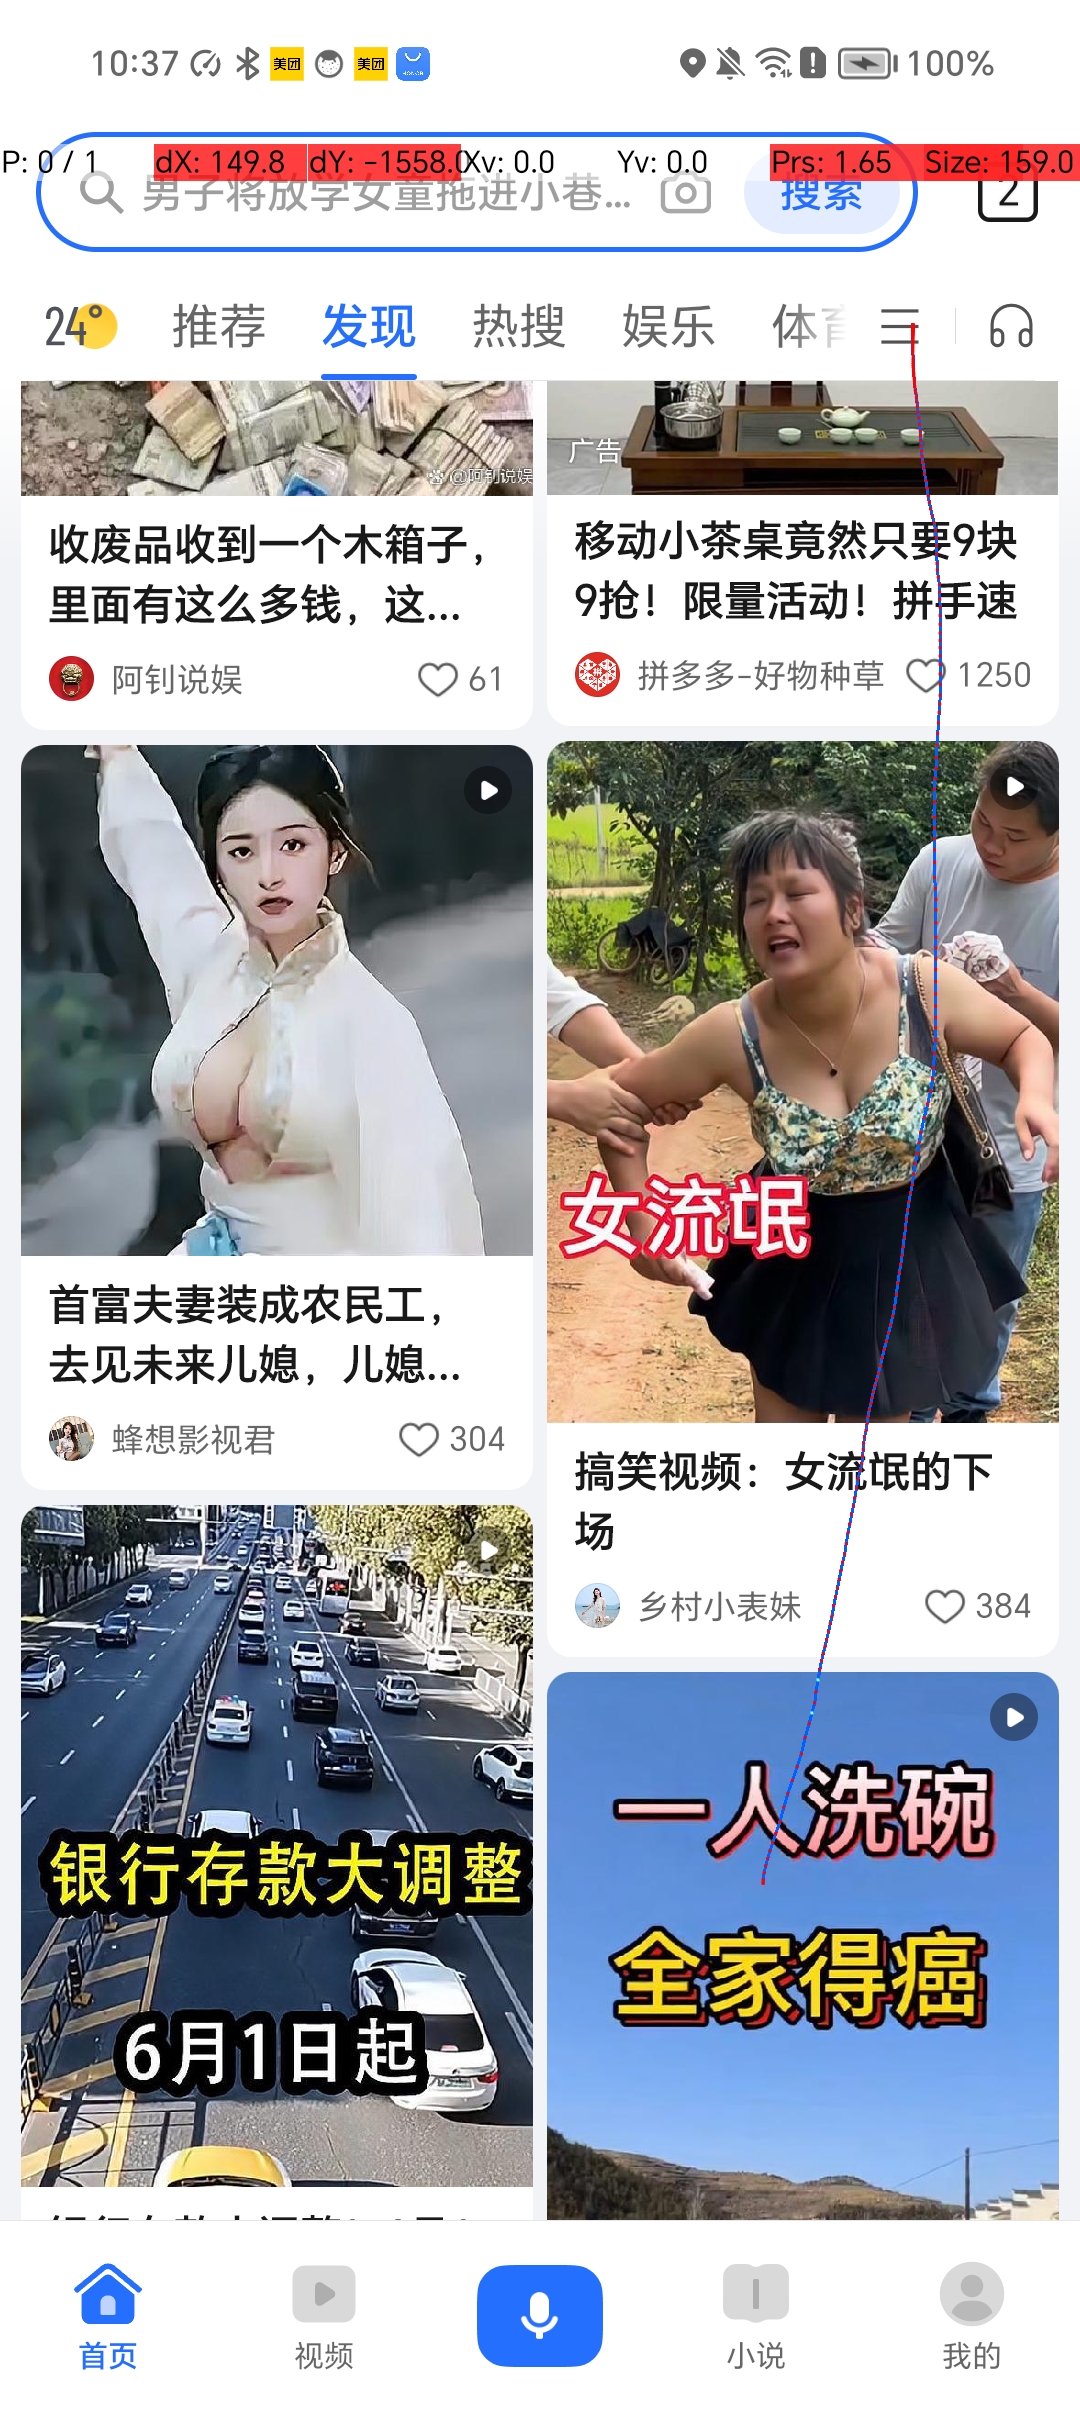 10:37
美团
美团
HONOR
100%
P: 0 / 1
dX: 149.8
dY: -1558.0
Xv: 0.0
Yv: 0.0
Prs: 1.65
Size: 159.0
男子将放学女童拖进小巷...
搜索
2
24°
推荐
发现
热搜
娱乐
体育
@阿钊说娱
收废品收到一个木箱子，
里面有这么多钱，这...
阿钊说娱
61
广告
移动小茶桌竟然只要9块
9抢！限量活动！拼手速
拼多多-好物种草
1250
首富夫妻装成农民工，
去见未来儿媳，儿媳...
蜂想影视君
304
女流氓
搞笑视频：女流氓的下
场
乡村小表妹
384
银行存款大调整
6月1日起
一人洗碗
全家得癌
首页
视频
小说
我的